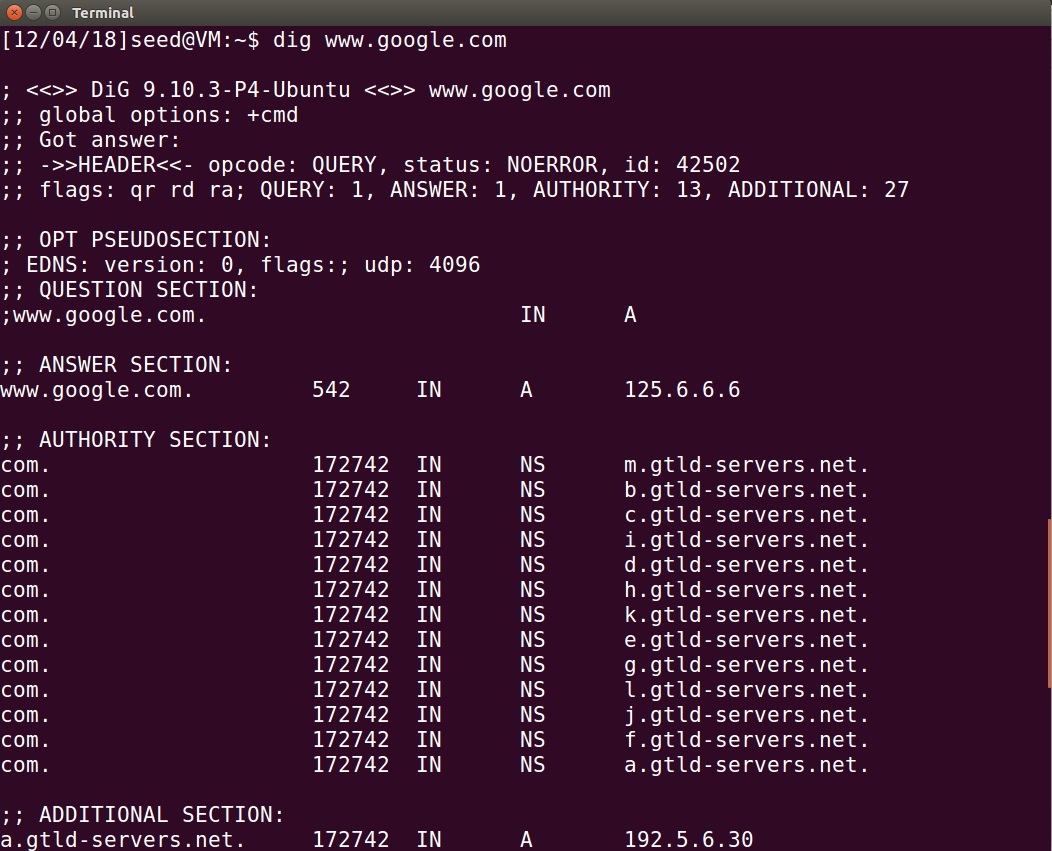 Terminal
[12/04/18]seed@VM:~$ dig www.google.com
; <<>> DiG 9.10.3-P4-Ubuntu <<>> www.google.com
;; global options: +cmd
;; Got answer:
;; ->>HEADER<<- opcode: QUERY, status: NOERROR, id: 42502
;; flags: qr rd ra; QUERY: 1, ANSWER: 1, AUTHORITY: 13, ADDITIONAL: 27
;; OPT PSEUDOSECTION:
; EDNS: version: 0, flags:; udp: 4096
;; QUESTION SECTION:
;www.google.com. IN A
;; ANSWER SECTION:
www.google.com. 542 IN A 125.6.6.6
;; AUTHORITY SECTION:
com. 172742 IN NS m.gtld-servers.net.
com. 172742 IN NS b.gtld-servers.net.
com. 172742 IN NS c.gtld-servers.net.
com. 172742 IN NS i.gtld-servers.net.
com. 172742 IN NS d.gtld-servers.net.
com. 172742 IN NS h.gtld-servers.net.
com. 172742 IN NS k.gtld-servers.net.
com. 172742 IN NS e.gtld-servers.net.
com. 172742 IN NS g.gtld-servers.net.
com. 172742 IN NS l.gtld-servers.net.
com. 172742 IN NS j.gtld-servers.net.
com. 172742 IN NS f.gtld-servers.net.
com. 172742 IN NS a.gtld-servers.net.
;; ADDITIONAL SECTION:
a.gtld-servers.net. 172742 IN A 192.5.6.30